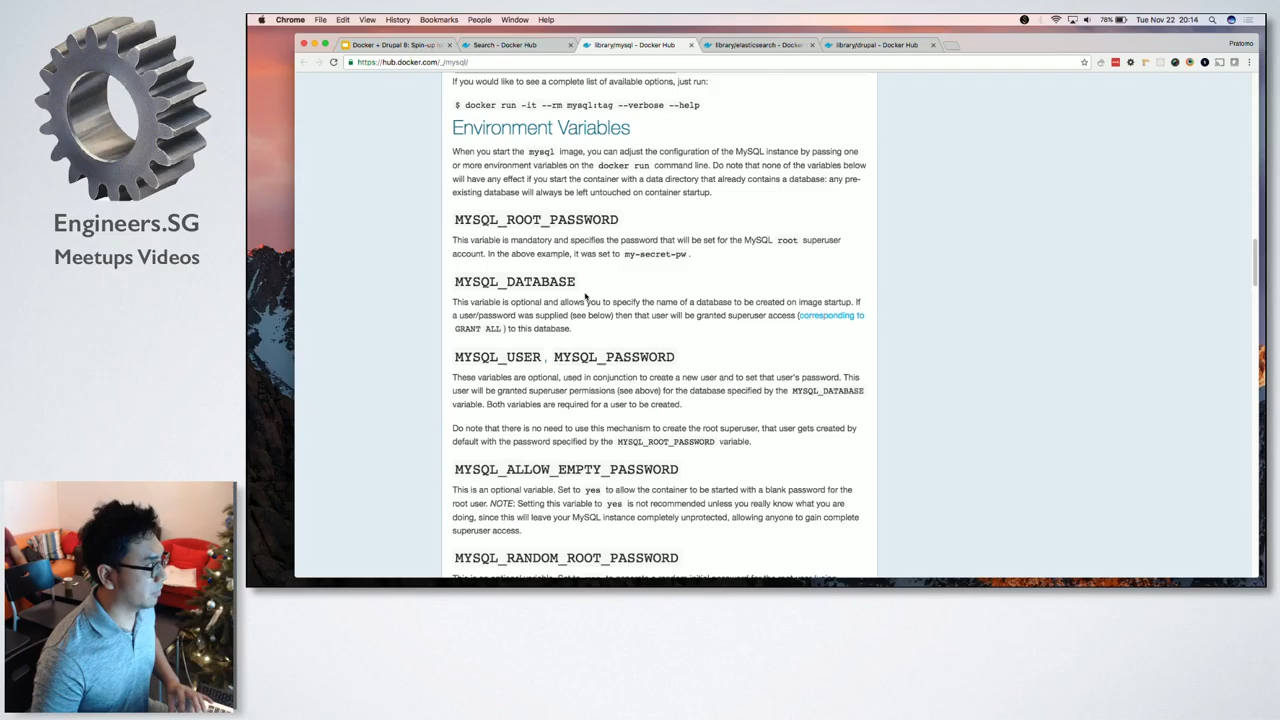 Engineers.SG
Meetups Videos
Chrome File Edit View History Bookmarks People Window Help
78% Tue Nov 22 20:14
Docker + Drupal 8: Spin-up
Search - Docker Hub
library/mysql - Docker Hub
library/elasticsearch - Docker
library/drupal - Docker Hub
Pratomo
https://hub.docker.com/_/mysql/
If you would like to see a complete list of available options, just run:
$ docker run -it --rm mysql:tag --verbose --help
Environment Variables
When you start the mysql image, you can adjust the configuration of the MySQL instance by passing one
or more environment variables on the docker run command line. Do note that none of the variables below
will have any effect if you start the container with a data directory that already contains a database: any pre-
existing database will always be left untouched on container startup.
MYSQL_ROOT_PASSWORD
This variable is mandatory and specifies the password that will be set for the MySQL root superuser
account. In the above example, it was set to my-secret-pw .
MYSQL_DATABASE
This variable is optional and allows you to specify the name of a database to be created on image startup. If
a user/password was supplied (see below) then that user will be granted superuser access (corresponding to
GRANT ALL ) to this database.
MYSQL_USER , MYSQL_PASSWORD
These variables are optional, used in conjunction to create a new user and to set that user's password. This
user will be granted superuser permissions (see above) for the database specified by the MYSQL_DATABASE
variable. Both variables are required for a user to be created.
Do note that there is no need to use this mechanism to create the root superuser, that user gets created by
default with the password specified by the MYSQL_ROOT_PASSWORD variable.
MYSQL_ALLOW_EMPTY_PASSWORD
This is an optional variable. Set to yes to allow the container to be started with a blank password for the
root user. NOTE: Setting this variable to yes is not recommended unless you really know what you are
doing, since this will leave your MySQL instance completely unprotected, allowing anyone to gain complete
superuser access.
MYSQL_RANDOM_ROOT_PASSWORD